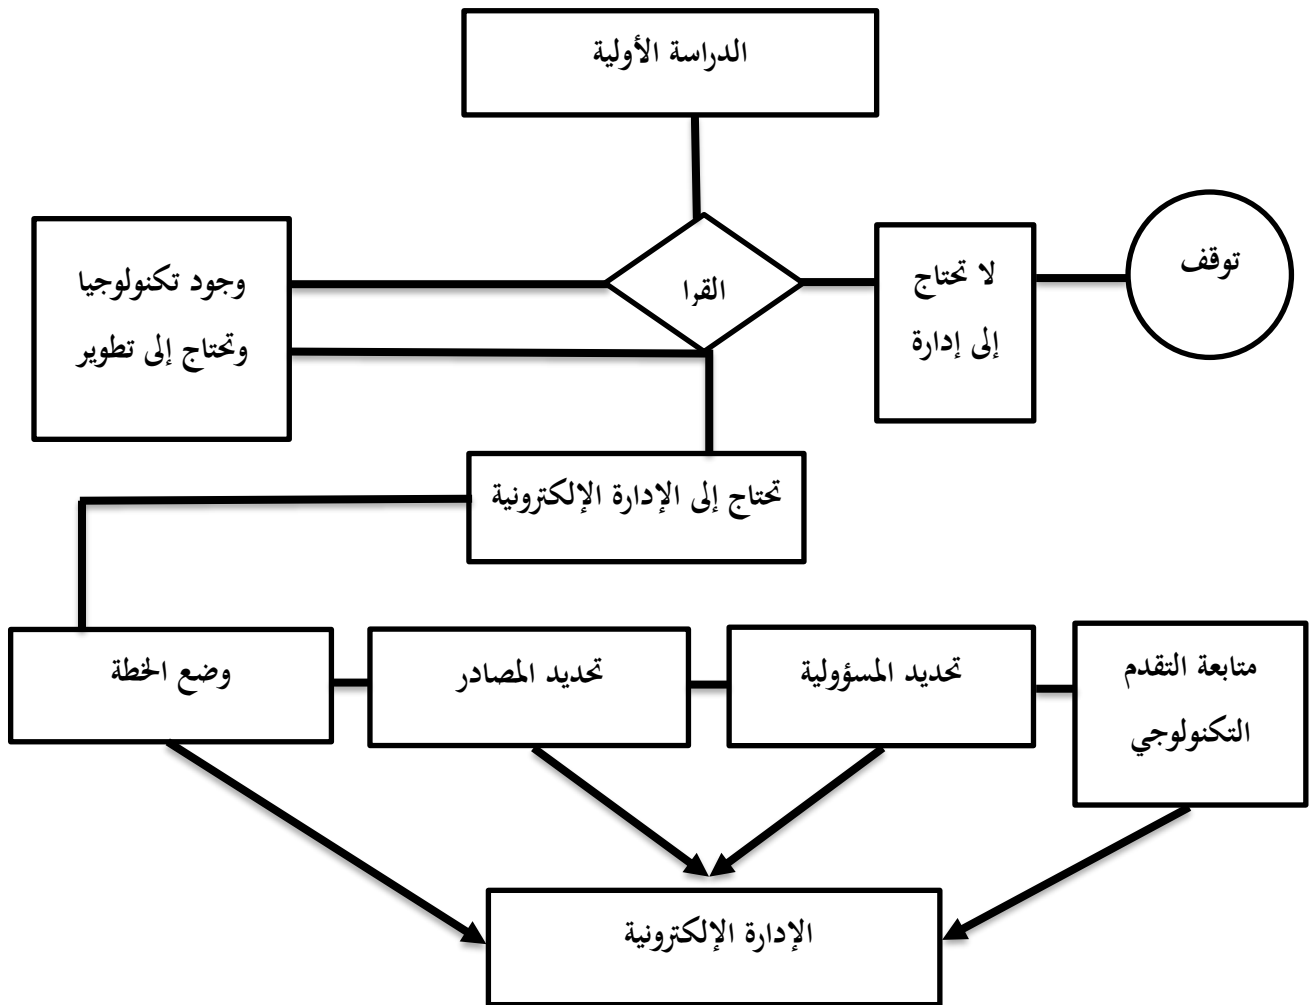 الدراسة الأولية
توقف
لا تحتاج
إلى إدارة
القرا
وجود تكنولوجيا
وتحتاج إلى تطوير
تحتاج إلى الإدارة الإلكترونية
متابعة التقدم
التكنولوجي
تحديد المسؤولية
تحديد المصادر
وضع الخطة
الإدارة الإلكترونية